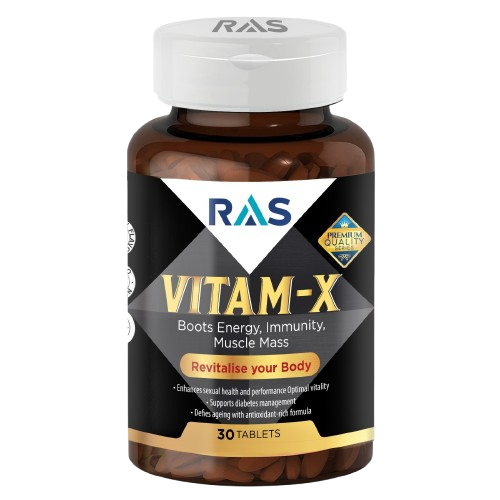 RAS
RAS
PREMIUM
QUALITY
SERIES
VITAM-X
Boots Energy, Immunity,
Muscle Mass
Revitalise your Body
• Enhances sexual health and performance Optimal vitality
• Supports diabetes management
• Defies ageing with antioxidant-rich formula
30 TABLETS